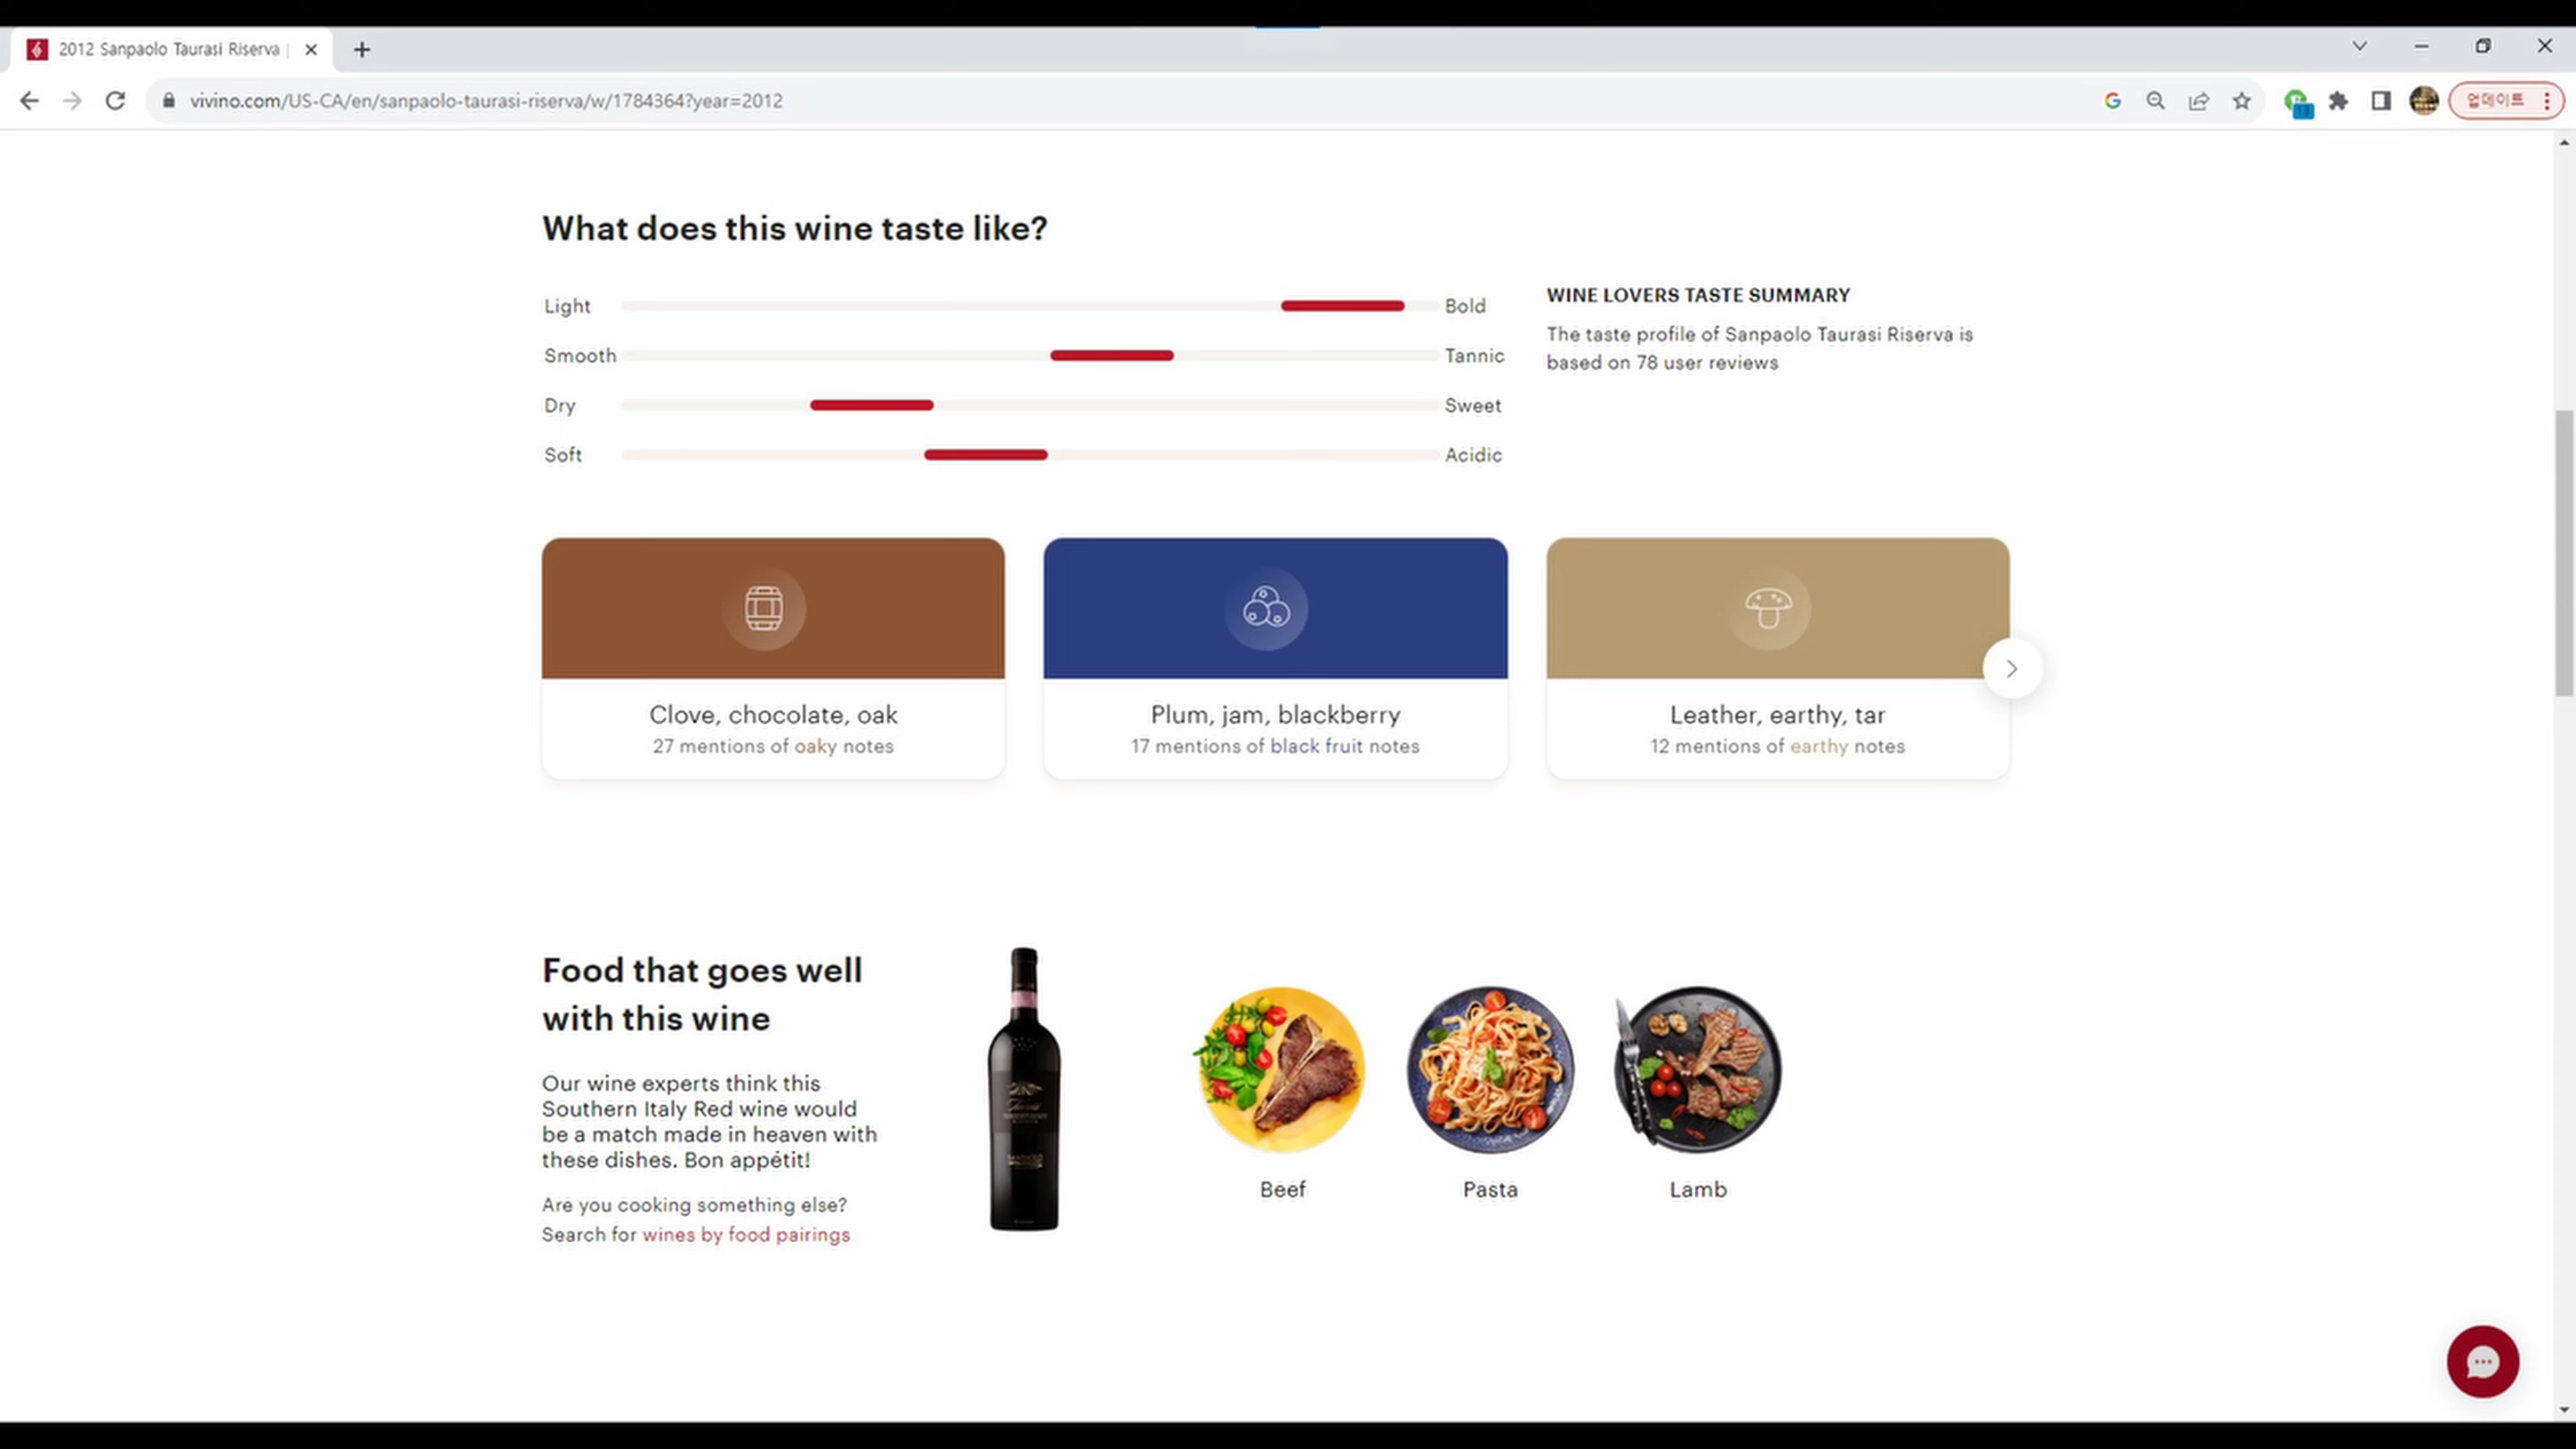 2012 Sanpaolo Taurasi Riserva |
vivino.com/US-CA/en/sanpaolo-taurasi-riserva/w/1784364?year=2012
업데이트
What does this wine taste like?
Light Bold
Smooth Tannic
Dry Sweet
Soft Acidic
WINE LOVERS TASTE SUMMARY
The taste profile of Sanpaolo Taurasi Riserva is
based on 78 user reviews
Clove, chocolate, oak
27 mentions of oaky notes
Plum, jam, blackberry
17 mentions of black fruit notes
Leather, earthy, tar
12 mentions of earthy notes
Food that goes well
with this wine
Our wine experts think this
Southern Italy Red wine would
be a match made in heaven with
these dishes. Bon appétit!
Are you cooking something else?
Search for wines by food pairings
Beef
Pasta
Lamb